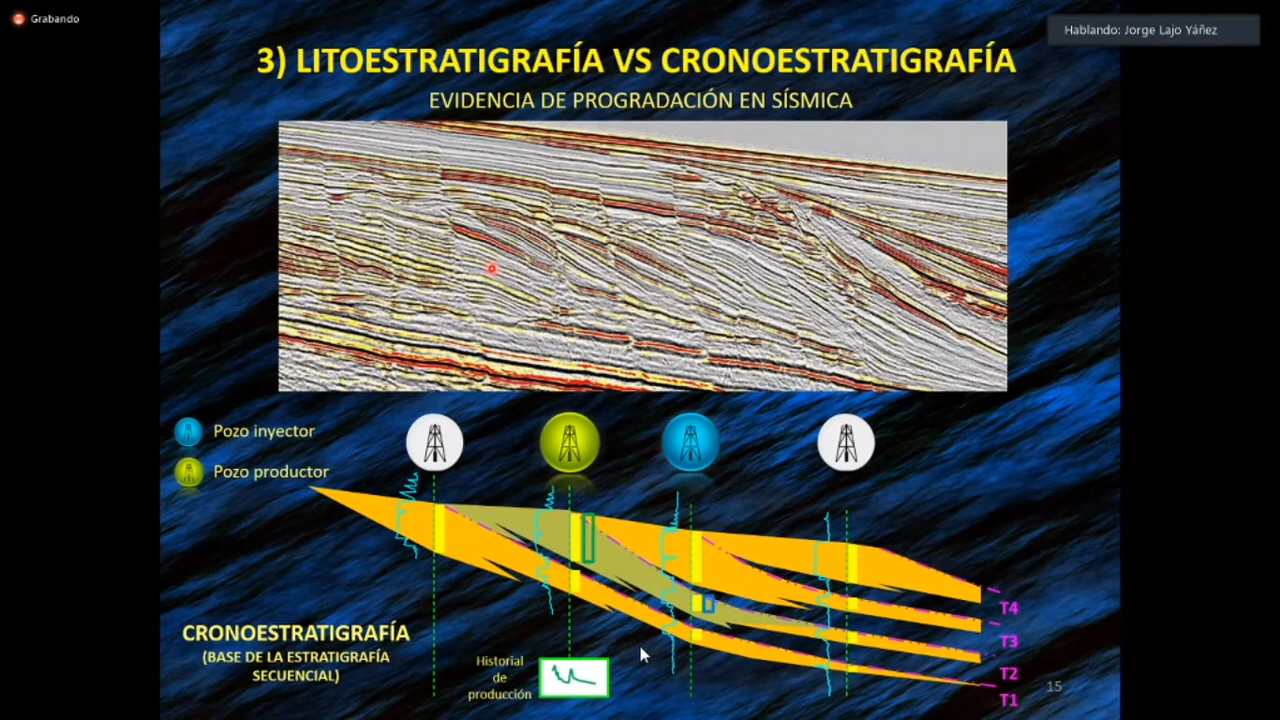 Grabando
Hablando: Jorge Lajo Yáñez
3) LITOESTRATIGRAFÍA VS CRONOESTRATIGRAFÍA
EVIDENCIA DE PROGRADACIÓN EN SÍSMICA
Pozo inyector
Pozo productor
CRONOESTRATIGRAFÍA
(BASE DE LA ESTRATIGRAFÍA
SECUENCIAL)
Historial
de
producción
T4
T3
T2
T1
15